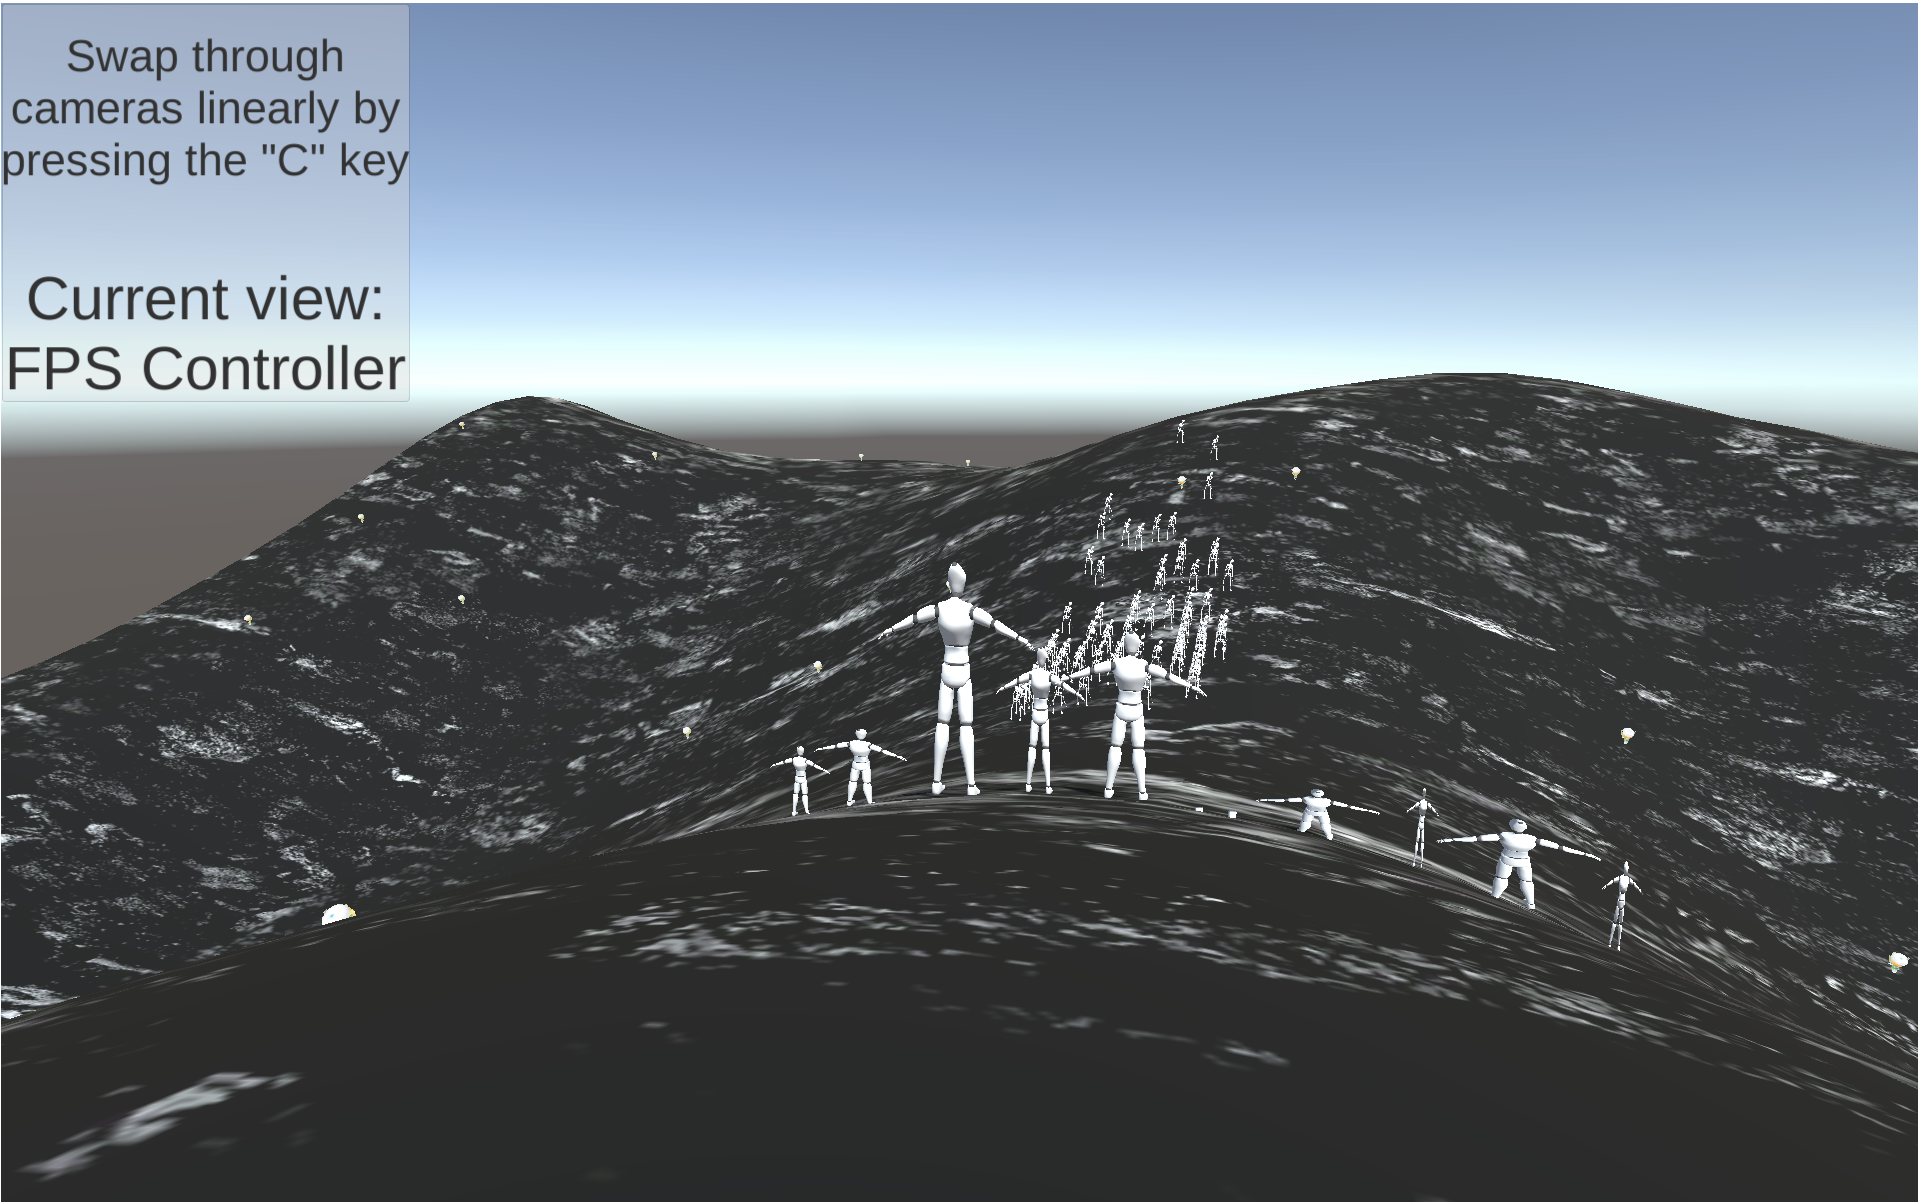 Swap through
cameras linearly by
pressing the "C" key
Current view:
FPS Controller